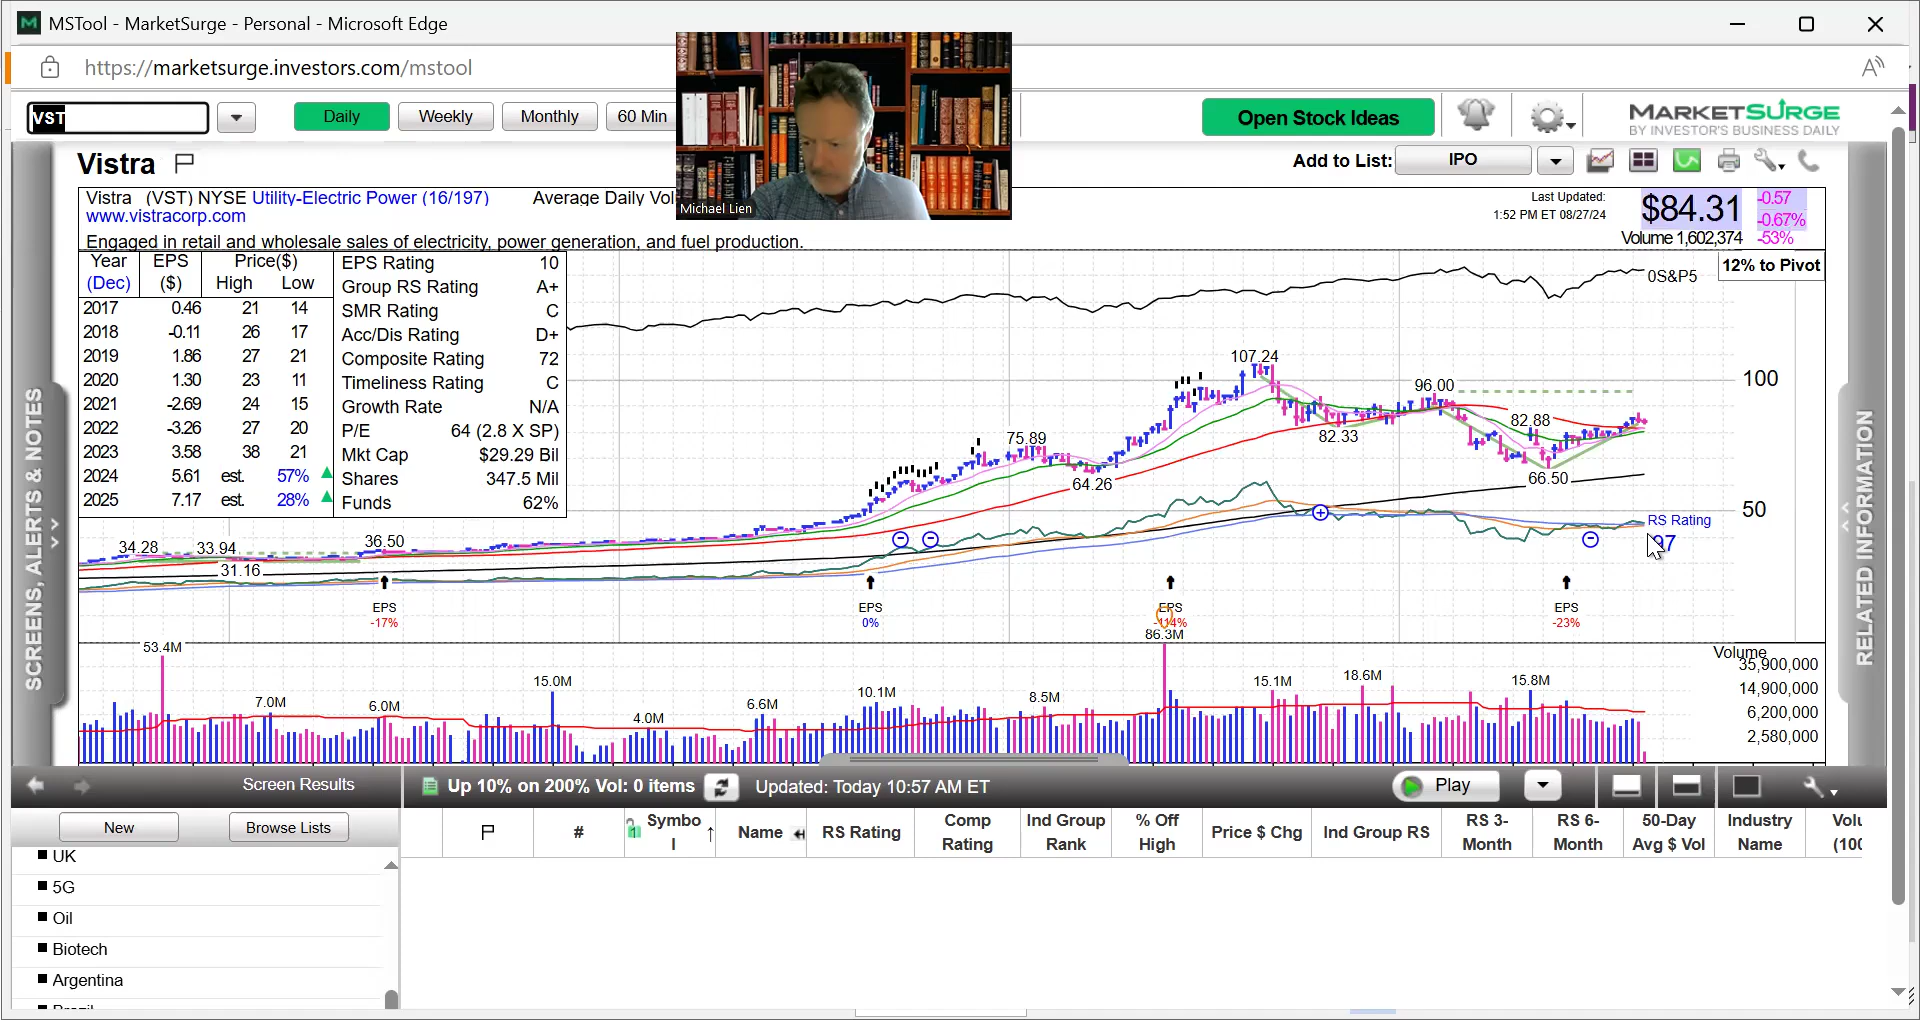 MSTool - MarketSurge - Personal - Microsoft Edge
https://marketsurge.investors.com/mstool
VST
Daily
Weekly
Monthly
60 Min
Open Stock Ideas
MARKETSURGE
BY INVESTOR'S BUSINESS DAILY
Michael Lien
Vistra
Add to List:
IPO
Vistra (VST) NYSE Utility-Electric Power (16/197) Average Daily Vol
www.vistracorp.com
Engaged in retail and wholesale sales of electricity, power generation, and fuel production.
Last Updated:
1:52 PM ET 08/27/24
$84.31
-0.57
-0.67%
Volume 1,602,374 -53%
12% to Pivot
Year EPS Price($)
(Dec) ($) High Low
2017 0.46 21 14
2018 -0.11 26 17
2019 1.86 27 21
2020 1.30 23 11
2021 -2.69 24 15
2022 -3.26 27 20
2023 3.58 38 21
2024 5.61 est. 57%
2025 7.17 est. 28%
EPS Rating 10
Group RS Rating A+
SMR Rating C
Acc/Dis Rating D+
Composite Rating 72
Timeliness Rating C
Growth Rate N/A
P/E 64 (2.8 X SP)
Mkt Cap $29.29 Bil
Shares 347.5 Mil
Funds 62%
0S&P5
107.24
96.00
100
82.88
82.33
75.89
64.26
66.50
50
RS Rating
97
34.28
33.94
36.50
31.16
EPS
-17%
EPS
0%
EPS
-114%
EPS
-23%
86.3M
53.4M
7.0M
6.0M
15.0M
4.0M
6.6M
10.1M
8.5M
15.1M
18.6M
15.8M
Volume
35,900,000
14,900,000
6,200,000
2,580,000
SCREENS, ALERTS & NOTES
RELATED INFORMATION
Screen Results
Up 10% on 200% Vol: 0 items
Updated: Today 10:57 AM ET
Play
New
Browse Lists
UK
5G
Oil
Biotech
Argentina
#
Symbo
l
Name
RS Rating
Comp
Rating
Ind Group
Rank
% Off
High
Price $ Chg
Ind Group RS
RS 3-
Month
RS 6-
Month
50-Day
Avg $ Vol
Industry
Name
Volu
(100